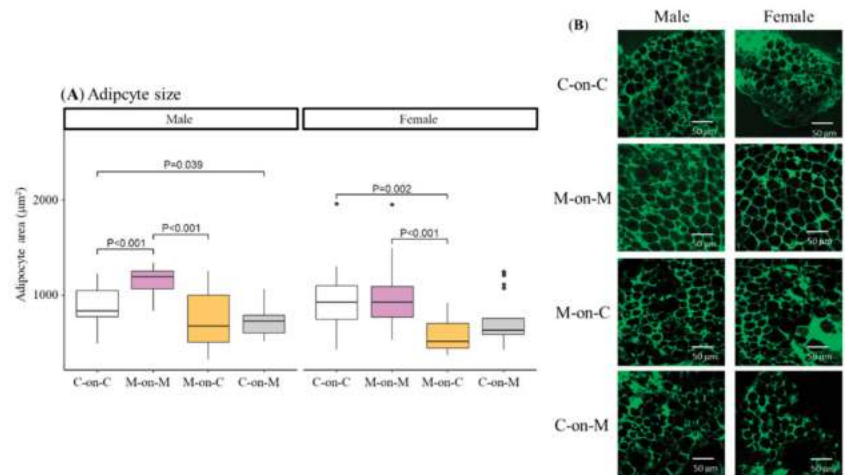 (A) Adipcyte size
Male
Female
Adipocyte area (µm²)
2000
1000
P=0.039
P<0.001
P<0.001
P=0.002
P<0.001
C-on-C M-on-M M-on-C C-on-M
C-on-C M-on-M M-on-C C-on-M
(B)
Male Female
C-on-C
50 µm
50 µm
M-on-M
50 µm
50 µm
M-on-C
50 µm
50 µm
C-on-M
50 µm
50 µm